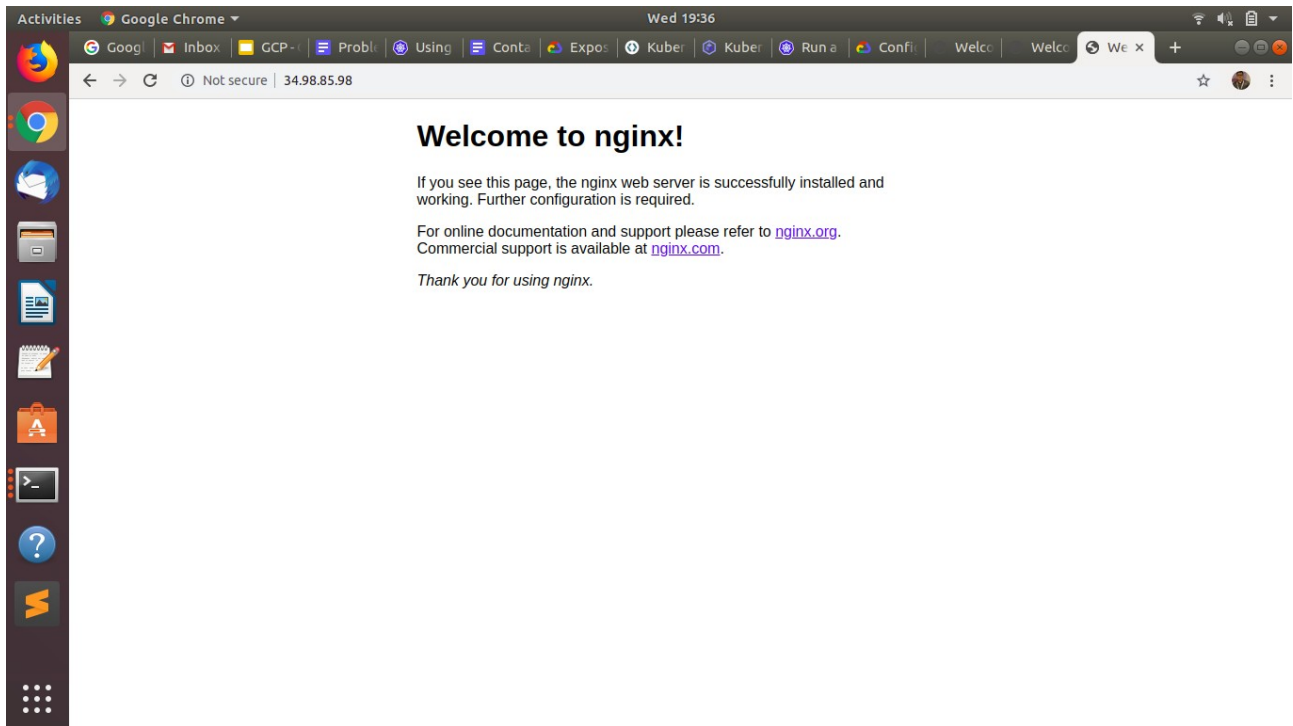 Activities Google Chrome Wed 19:36
Googl Inbox GCP- Proble Using Conta Expos Kuber Kuber Run a Config Welco Welco We
Not secure 34.98.85.98
Welcome to nginx!
If you see this page, the nginx web server is successfully installed and
working. Further configuration is required.
For online documentation and support please refer to nginx.org.
Commercial support is available at nginx.com.
Thank you for using nginx.